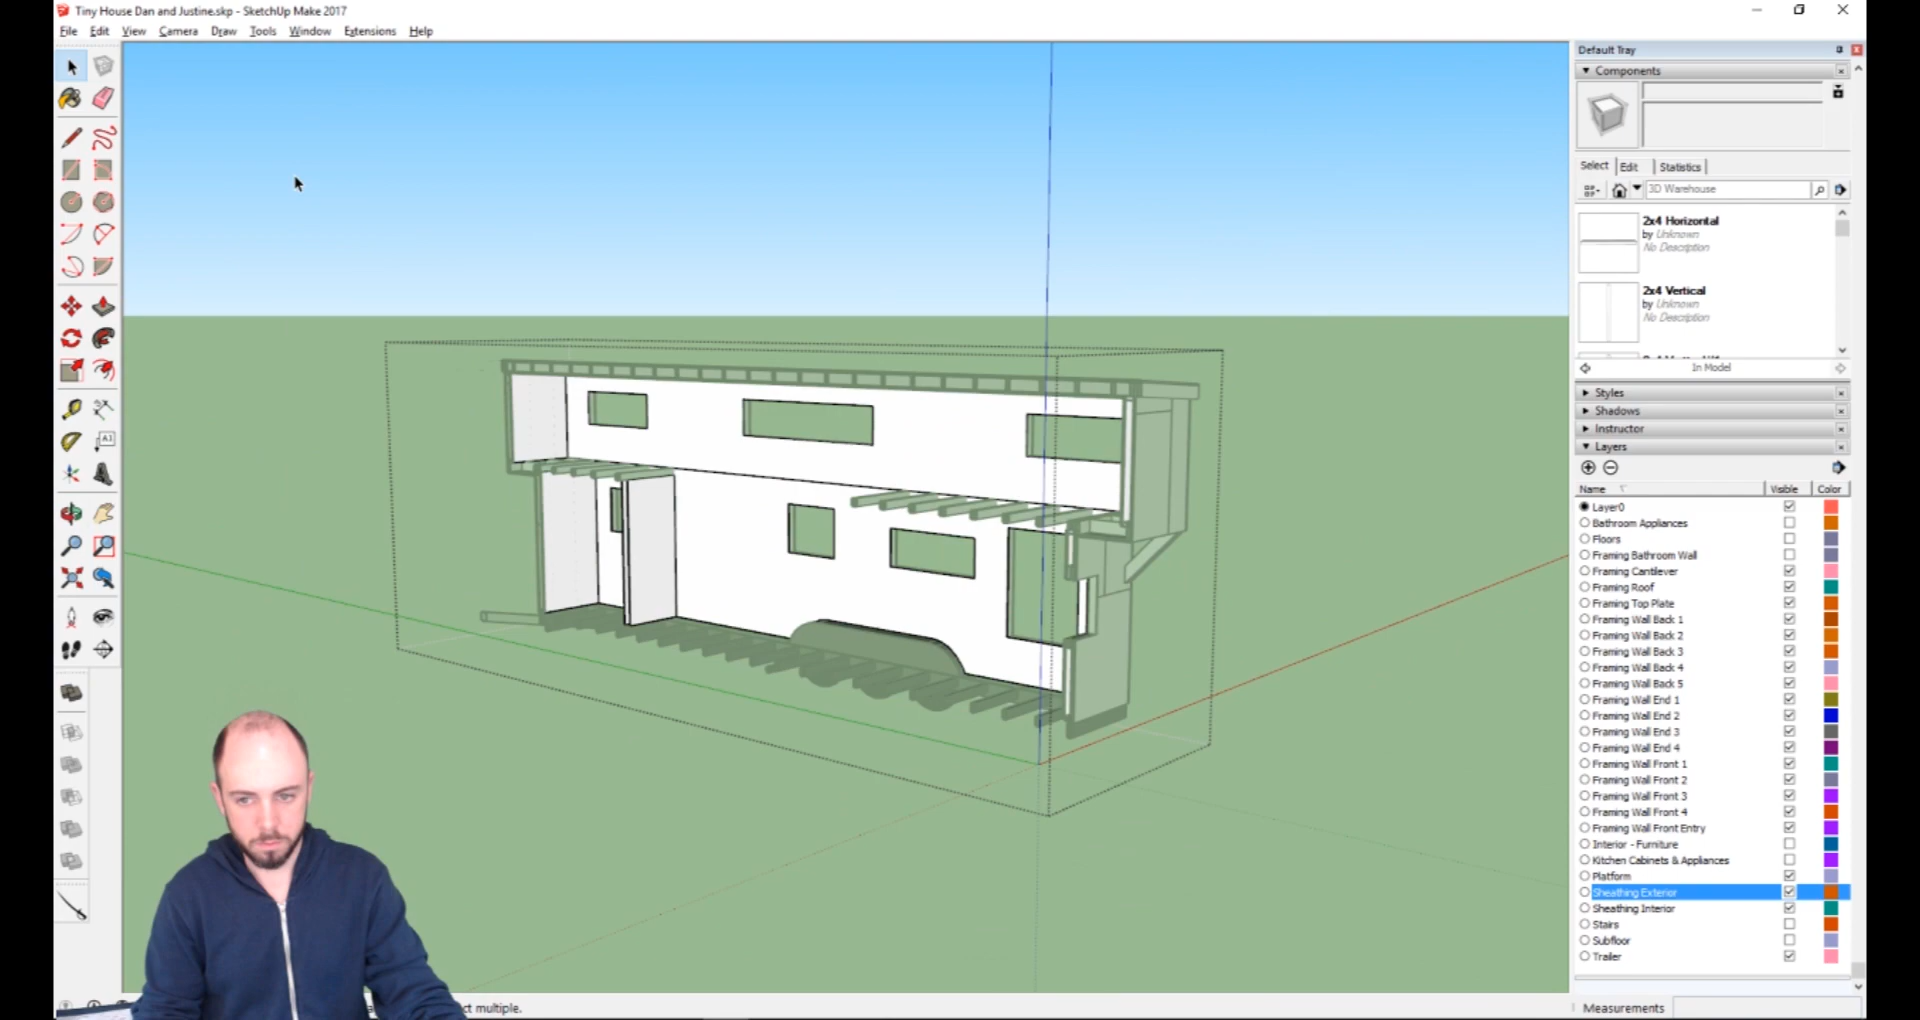 Tiny House Dan and Justine.skp - SketchUp Make 2017
File Edit View Camera Draw Tools Window Extensions Help
Default Tray
Components
Select Edit Statistics
3D Warehouse
2x4 Horizontal
by Unknown
No Description
2x4 Vertical
by Unknown
No Description
In Model
Styles
Shadows
Instructor
Layers
Name Visible Color
Layer0
Bathroom Appliances
Floors
Framing Bathroom Wall
Framing Cantilever
Framing Roof
Framing Top Plate
Framing Wall Back 1
Framing Wall Back 2
Framing Wall Back 3
Framing Wall Back 4
Framing Wall Back 5
Framing Wall End 1
Framing Wall End 2
Framing Wall End 3
Framing Wall End 4
Framing Wall Front 1
Framing Wall Front 2
Framing Wall Front 3
Framing Wall Front 4
Framing Wall Front Entry
Interior - Furniture
Kitchen Cabinets & Appliances
Platform
Sheathing Exterior
Sheathing Interior
Stairs
Subfloor
Trailer
ct multiple.
Measurements